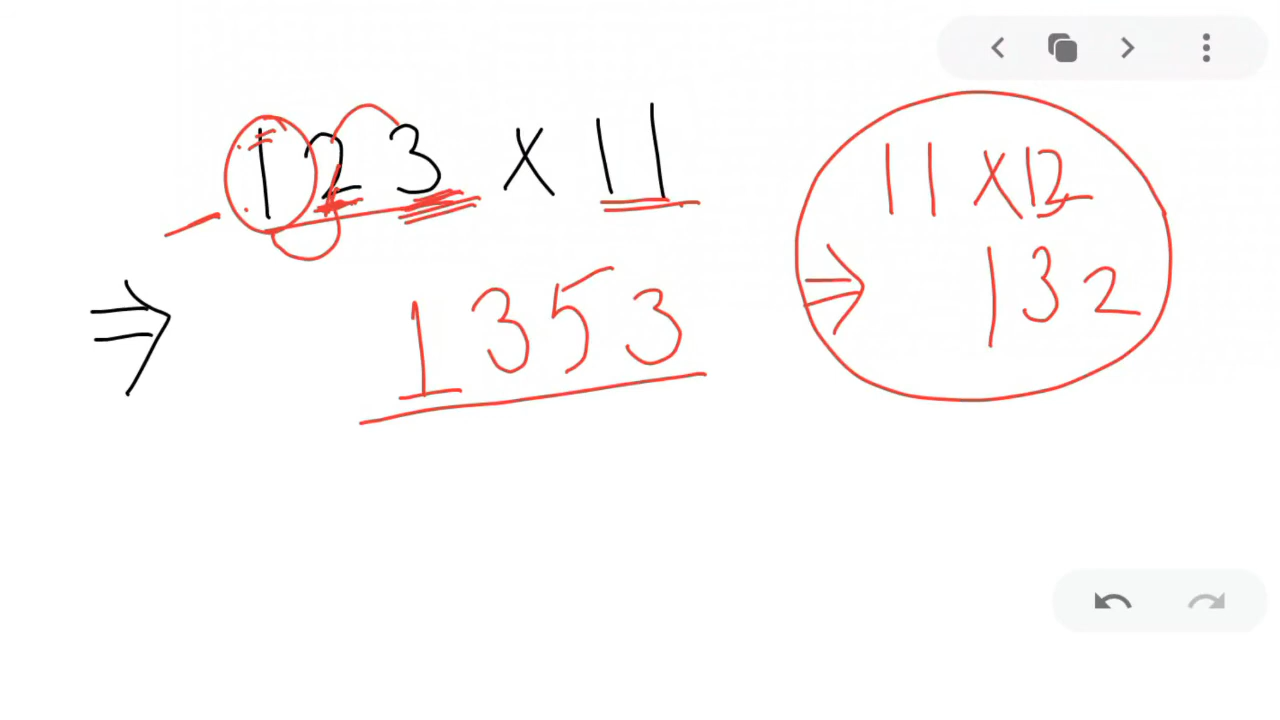 123 × 11
⇒ 1353
11 × 12
⇒ 132